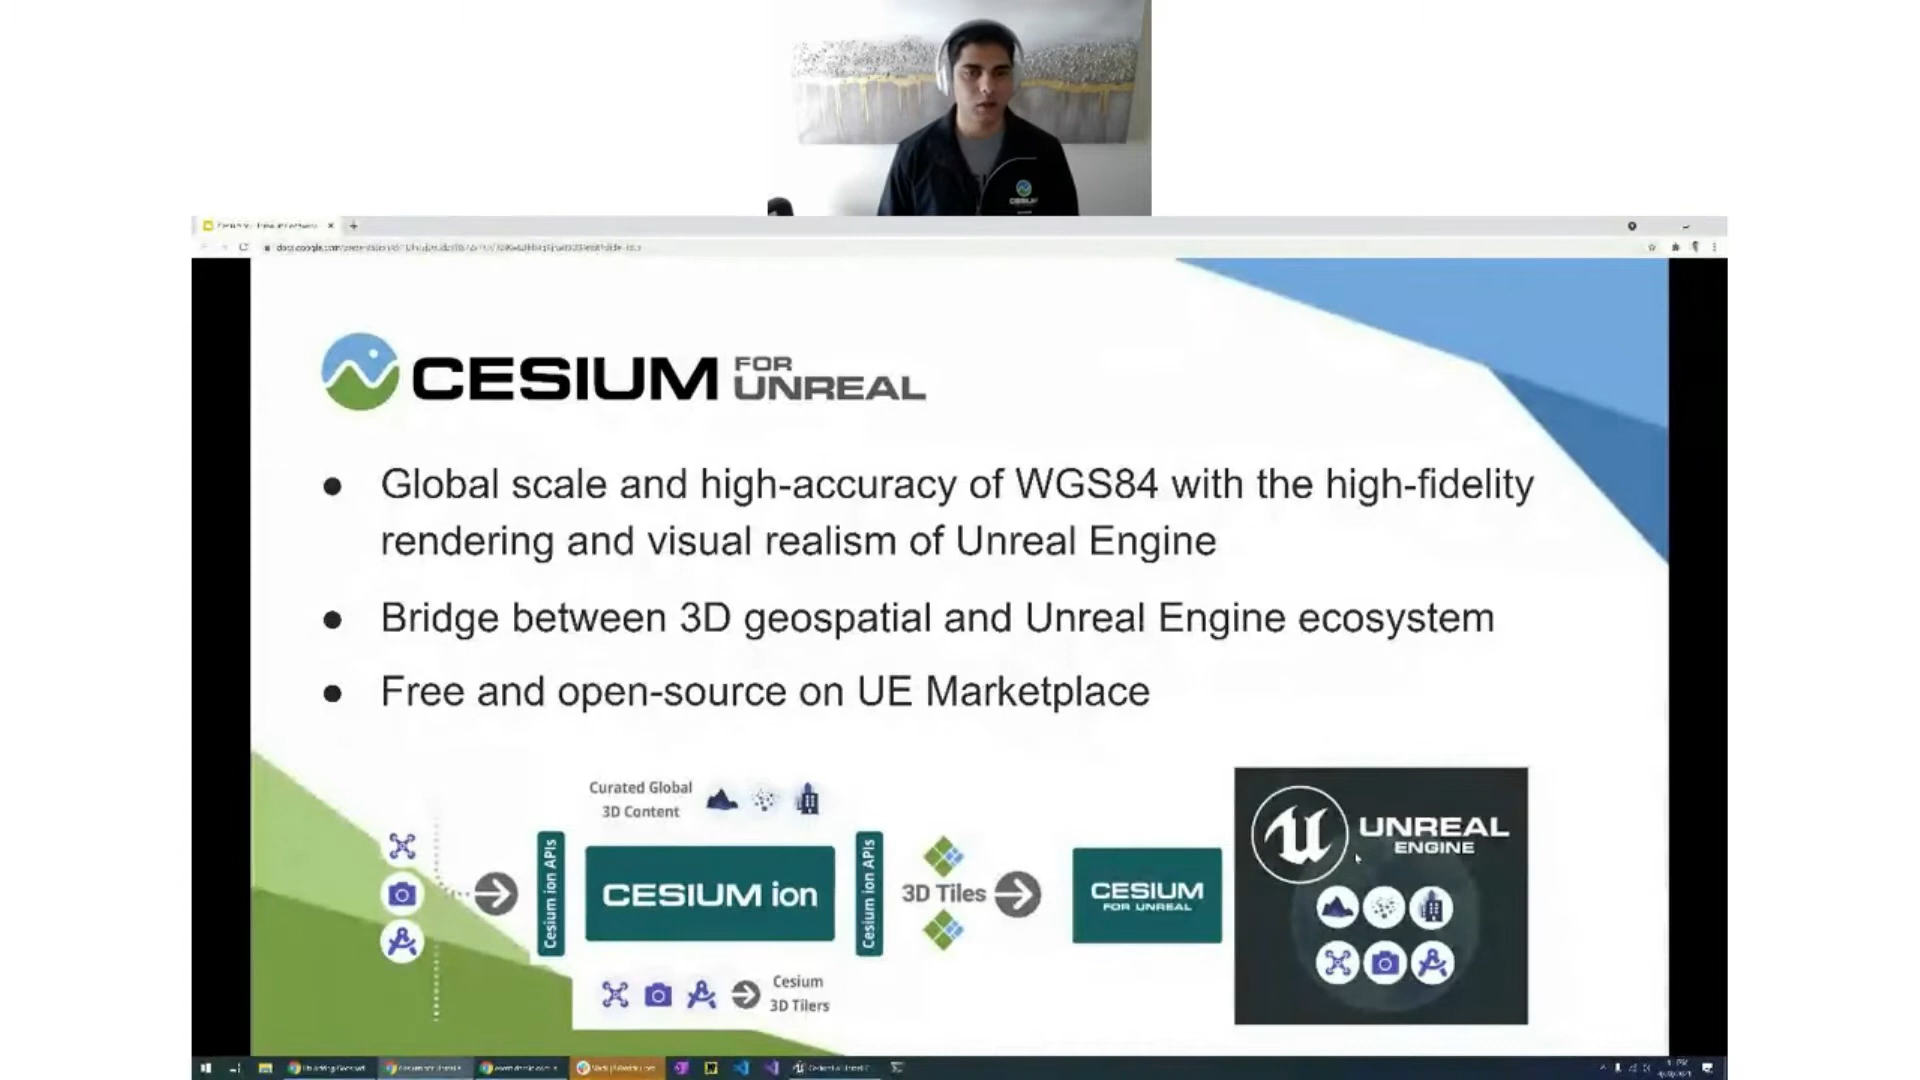 CESIUM
CESIUM FOR UNREAL
● Global scale and high-accuracy of WGS84 with the high-fidelity
rendering and visual realism of Unreal Engine
● Bridge between 3D geospatial and Unreal Engine ecosystem
● Free and open-source on UE Marketplace
Curated Global
3D Content
Cesium ion APIs
CESIUM ion
Cesium ion APIs
3D Tiles
CESIUM
FOR UNREAL
UNREAL
ENGINE
Cesium
3D Tilers